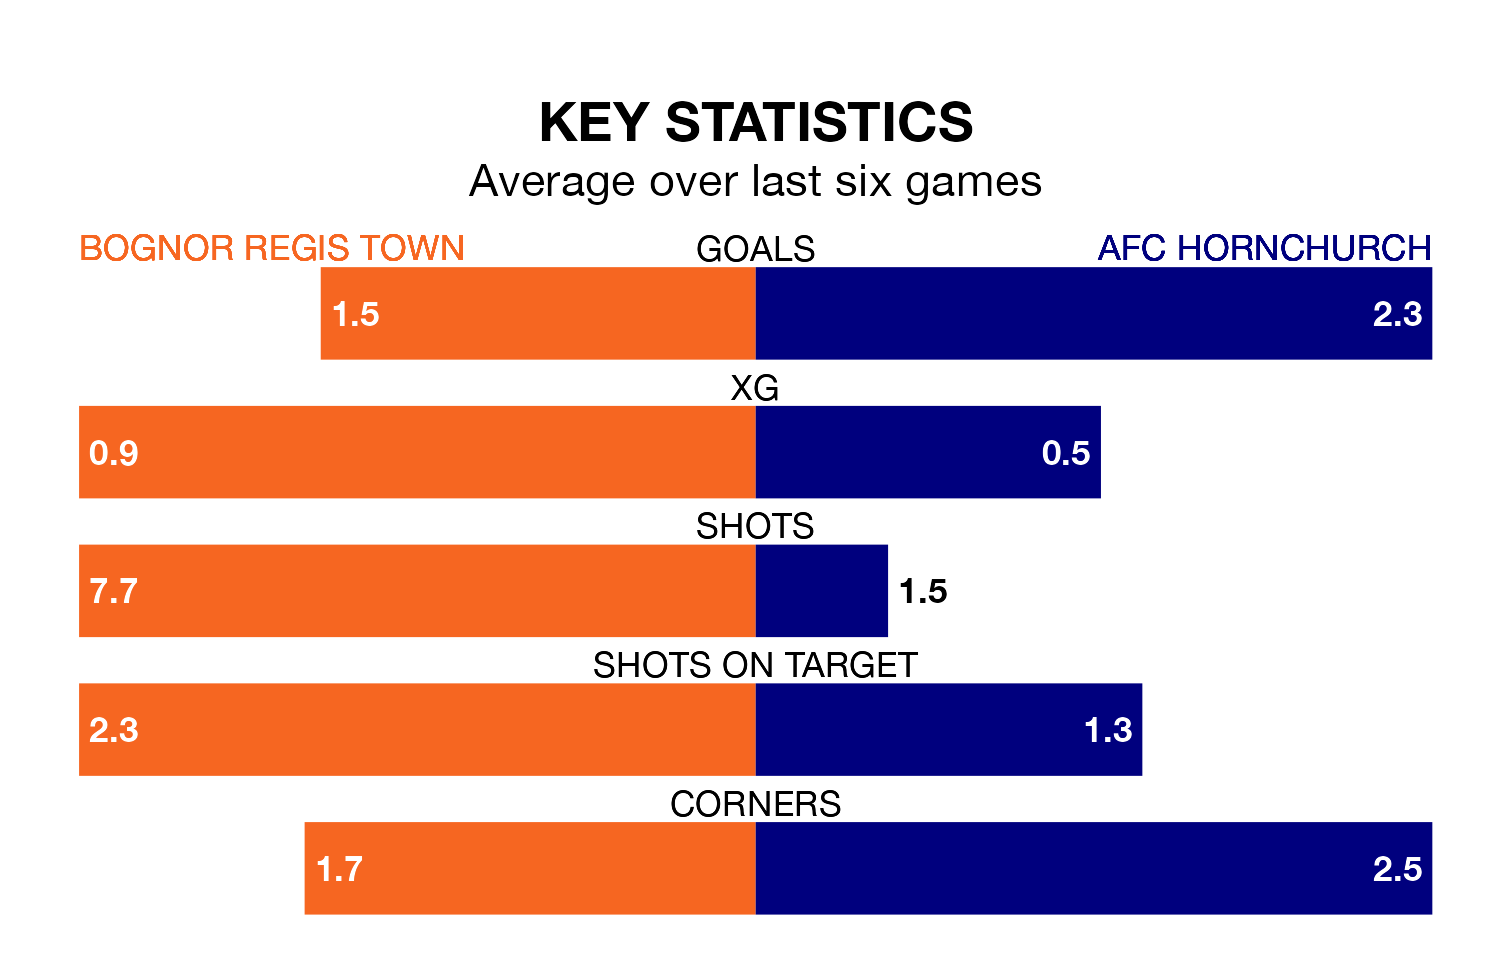 KEY STATISTICS
Average over last six games
BOGNOR REGIS TOWN GOALS AFC HORNCHURCH
1.5 2.3
XG
0.9 0.5
SHOTS
7.7 1.5
SHOTS ON TARGET
2.3 1.3
CORNERS
1.7 2.5